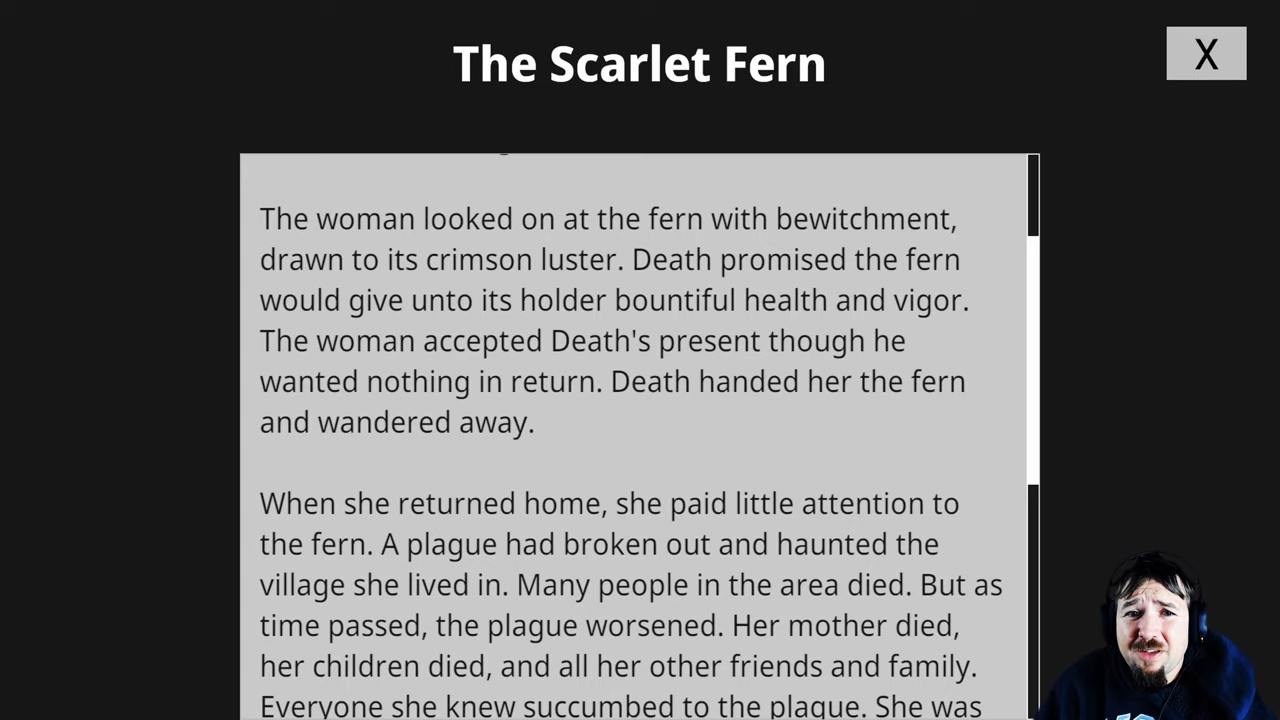 The Scarlet Fern
X
The woman looked on at the fern with bewitchment,
drawn to its crimson luster. Death promised the fern
would give unto its holder bountiful health and vigor.
The woman accepted Death's present though he
wanted nothing in return. Death handed her the fern
and wandered away.
When she returned home, she paid little attention to
the fern. A plague had broken out and haunted the
village she lived in. Many people in the area died. But as
time passed, the plague worsened. Her mother died,
her children died, and all her other friends and family.
Everyone she knew succumbed to the plague. She was